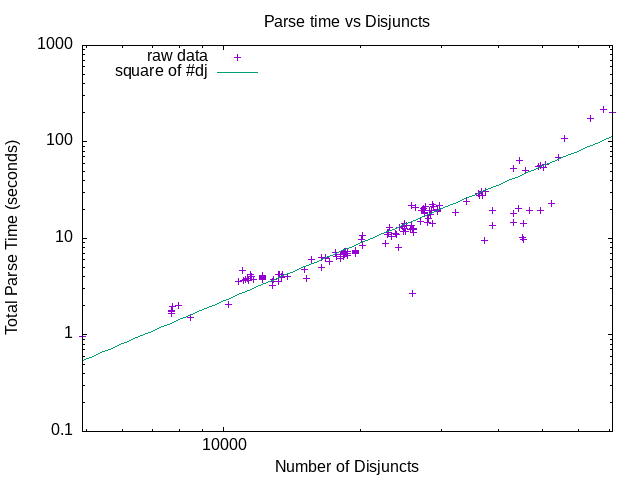 Parse time vs Disjuncts
1000
raw data
square of #dj
100
10
1
0.1
Total Parse Time (seconds)
10000
Number of Disjuncts